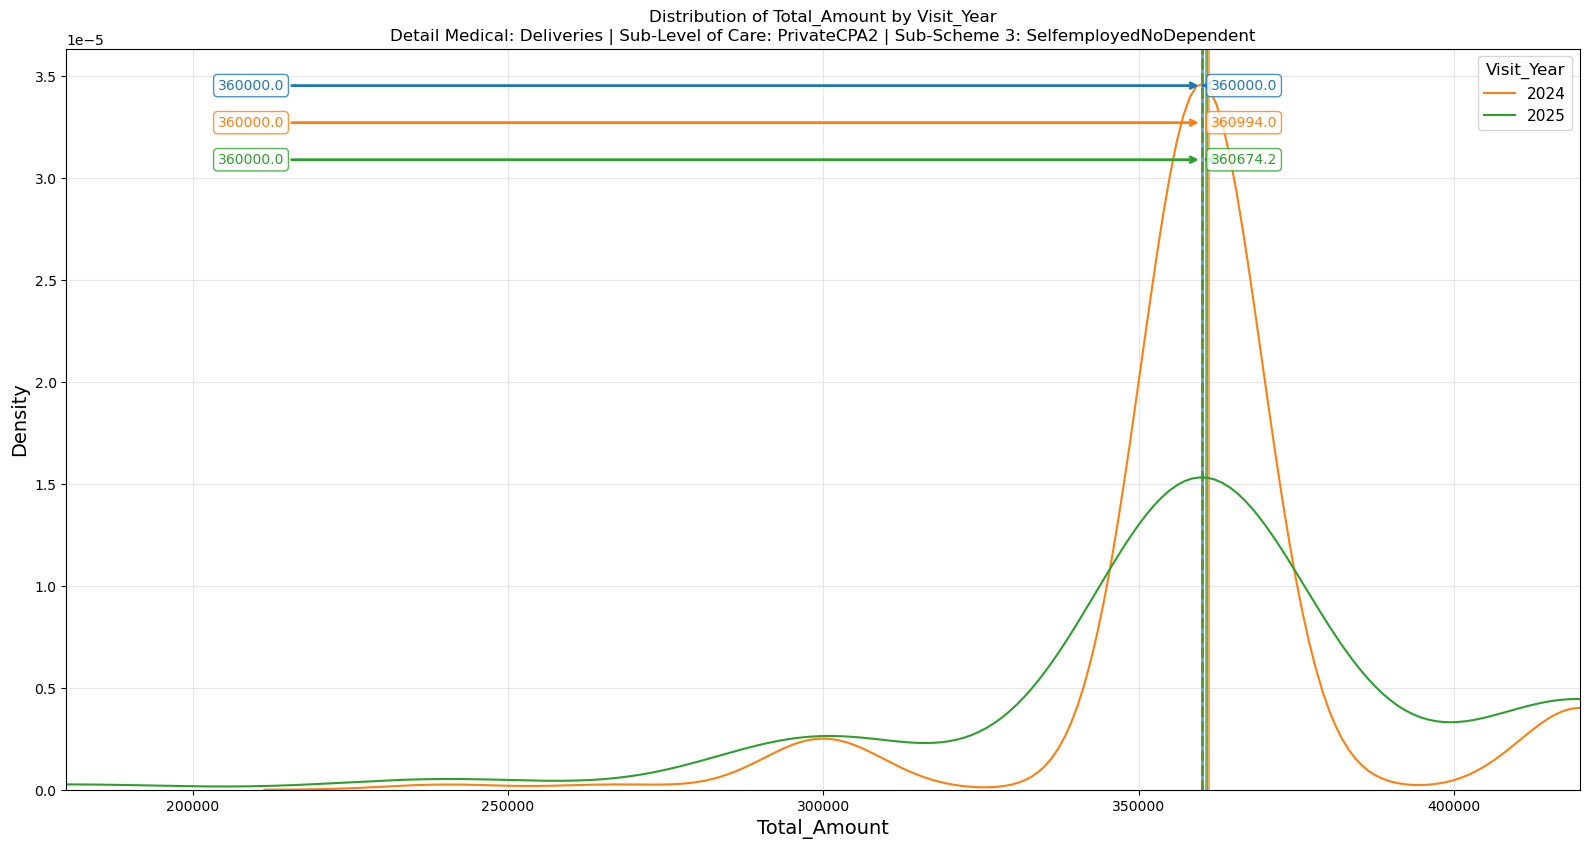 Distribution of Total_Amount by Visit_Year
Detail Medical: Deliveries | Sub-Level of Care: PrivateCPA2 | Sub-Scheme 3: SelfemployedNoDependent
1e−5
3.5
3.0
2.5
2.0
1.5
1.0
0.5
0.0
Density
360000.0 360000.0
360000.0 360994.0
360000.0 360674.2
Visit_Year
2024
2025
200000 250000 300000 350000 400000
Total_Amount